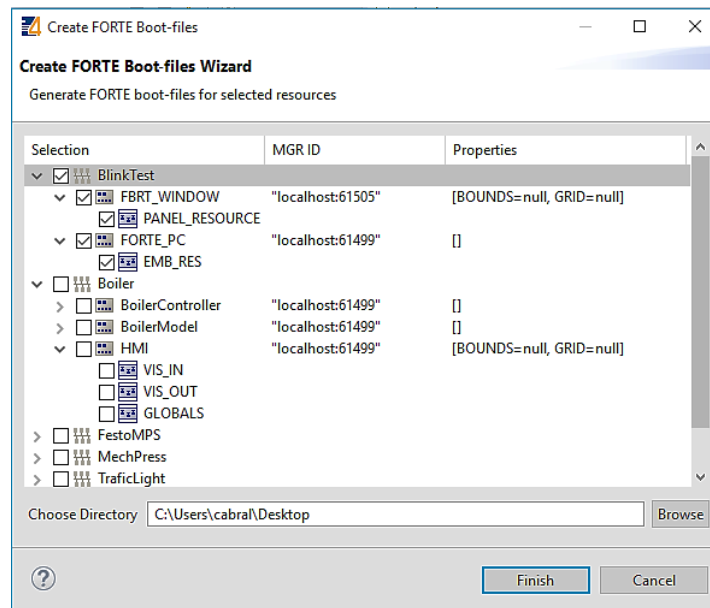 Create FORTE Boot-files
Create FORTE Boot-files Wizard
Generate FORTE boot-files for selected resources
Selection MGR ID Properties
BlinkTest
FBRT_WINDOW "localhost:61505" [BOUNDS=null, GRID=null]
PANEL_RESOURCE
FORTE_PC "localhost:61499" []
EMB_RES
Boiler
BoilerController "localhost:61499" []
BoilerModel "localhost:61499" []
HMI "localhost:61499" [BOUNDS=null, GRID=null]
VIS_IN
VIS_OUT
GLOBALS
FestoMPS
MechPress
TraficLight
Choose Directory C:\Users\cabral\Desktop Browse
Finish Cancel